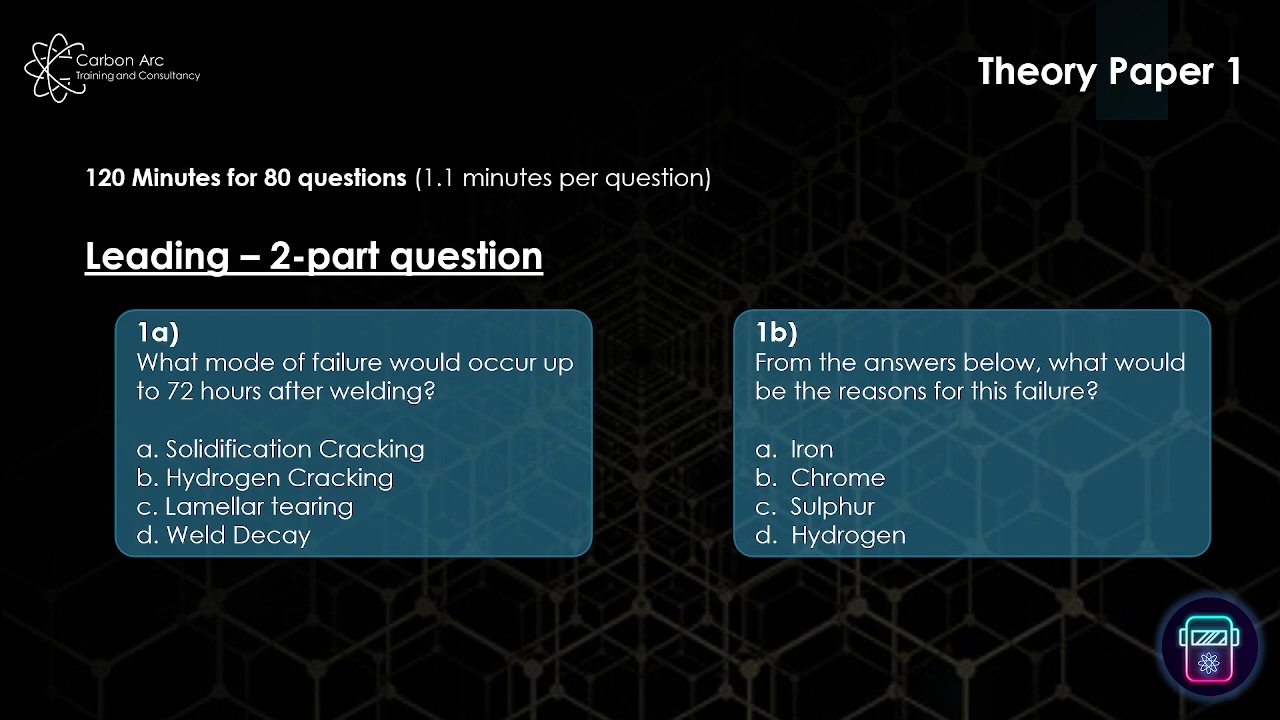 Carbon Arc
Training and Consultancy
Theory Paper 1
120 Minutes for 80 questions (1.1 minutes per question)
Leading – 2-part question
1a)
What mode of failure would occur up
to 72 hours after welding?
a. Solidification Cracking
b. Hydrogen Cracking
c. Lamellar tearing
d. Weld Decay
1b)
From the answers below, what would
be the reasons for this failure?
a. Iron
b. Chrome
c. Sulphur
d. Hydrogen